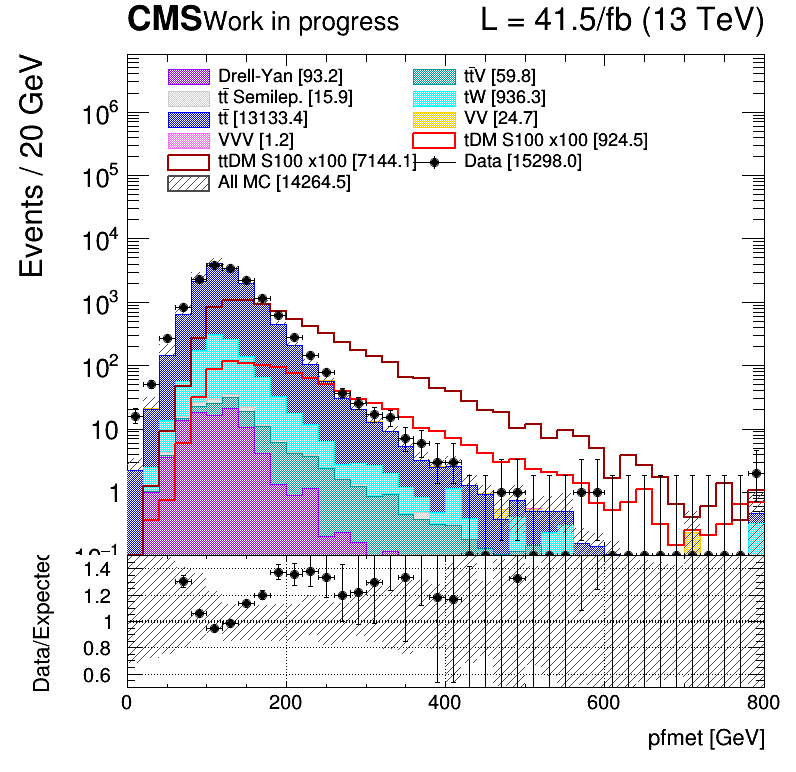 CMS Work in progress L = 41.5/fb (13 TeV)
Drell-Yan [93.2] tt̄V [59.8]
tt̄ Semilep. [15.9] tW [936.3]
tt̄ [13133.4] VV [24.7]
VVV [1.2] tDM S100 x100 [924.5]
ttDM S100 x100 [7144.1] Data [15298.0]
All MC [14264.5]
Events / 20 GeV
10⁶
10⁵
10⁴
10³
10²
10
1
10⁻¹
Data/Expected
1.4
1.2
1
0.8
0.6
0 200 400 600 800
pfmet [GeV]